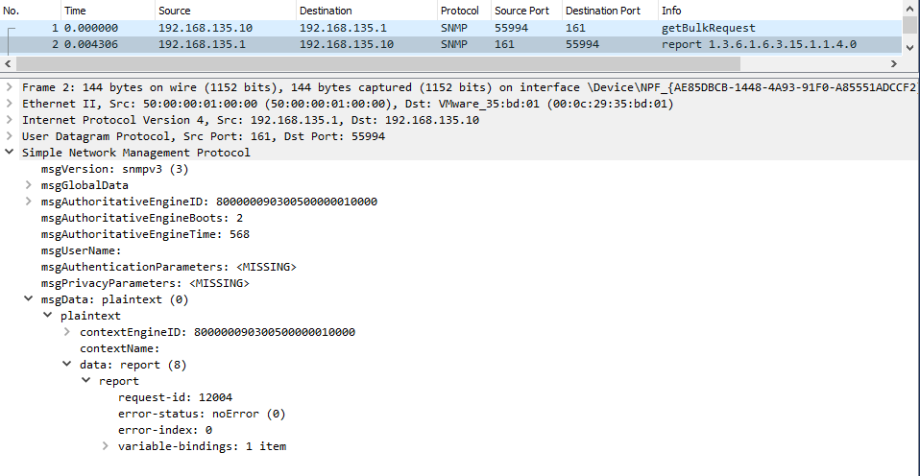 No. Time Source Destination Protocol Source Port Destination Port Info
1 0.000000 192.168.135.10 192.168.135.1 SNMP 55994 161 getBulkRequest
2 0.004306 192.168.135.1 192.168.135.10 SNMP 161 55994 report 1.3.6.1.6.3.15.1.1.4.0
Frame 2: 144 bytes on wire (1152 bits), 144 bytes captured (1152 bits) on interface \Device\NPF_{AE85DBCB-1448-4A93-91F0-A85551ADCCF2
Ethernet II, Src: 50:00:00:01:00:00 (50:00:00:01:00:00), Dst: VMware_35:bd:01 (00:0c:29:35:bd:01)
Internet Protocol Version 4, Src: 192.168.135.1, Dst: 192.168.135.10
User Datagram Protocol, Src Port: 161, Dst Port: 55994
Simple Network Management Protocol
msgVersion: snmpv3 (3)
msgGlobalData
msgAuthoritativeEngineID: 800000090300500000010000
msgAuthoritativeEngineBoots: 2
msgAuthoritativeEngineTime: 568
msgUserName:
msgAuthenticationParameters: <MISSING>
msgPrivacyParameters: <MISSING>
msgData: plaintext (0)
plaintext
contextEngineID: 800000090300500000010000
contextName:
data: report (8)
report
request-id: 12004
error-status: noError (0)
error-index: 0
variable-bindings: 1 item